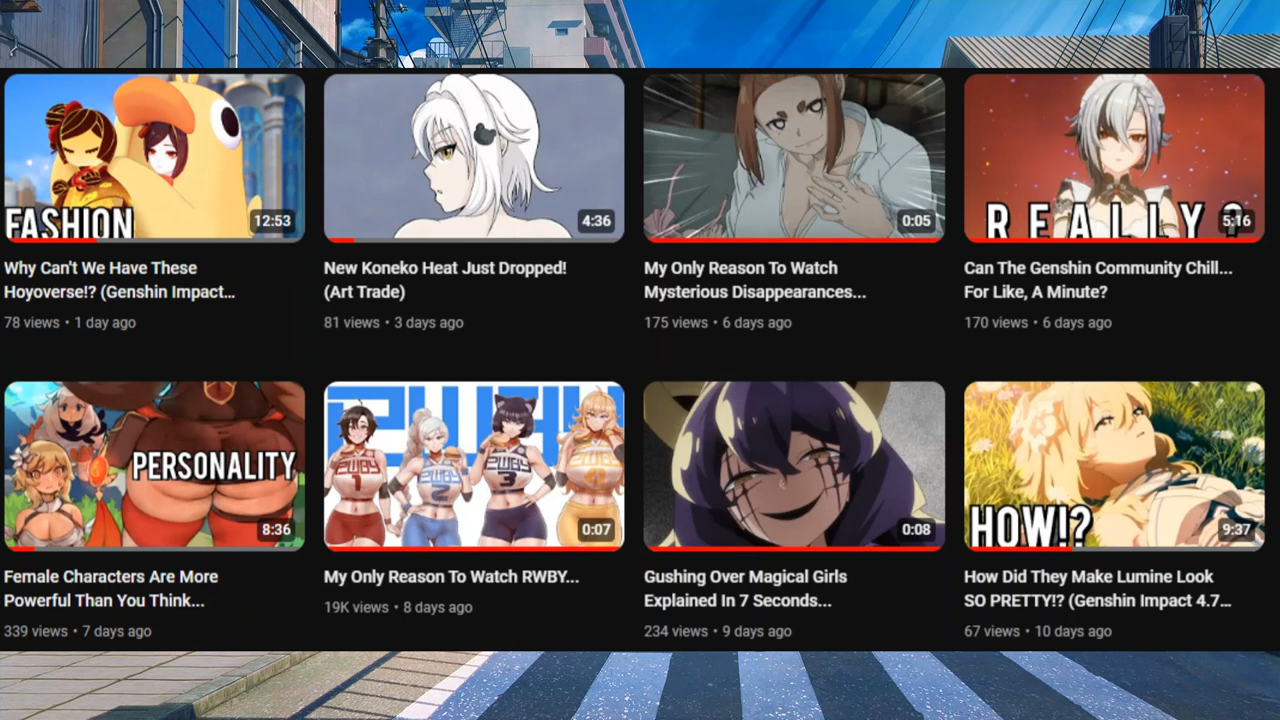 FASHION
12:53
4:36
0:05
R E A L L Y ?
5:16
Why Can't We Have These
Hoyoverse!? (Genshin Impact...
78 views • 1 day ago
New Koneko Heat Just Dropped!
(Art Trade)
81 views • 3 days ago
My Only Reason To Watch
Mysterious Disappearances...
175 views • 6 days ago
Can The Genshin Community Chill...
For Like, A Minute?
170 views • 6 days ago
PERSONALITY
8:36
2WBY
1
2WBY
2
2WBY
3
0:07
0:08
HOW!?
9:37
Female Characters Are More
Powerful Than You Think...
339 views • 7 days ago
My Only Reason To Watch RWBY...
19K views • 8 days ago
Gushing Over Magical Girls
Explained In 7 Seconds...
234 views • 9 days ago
How Did They Make Lumine Look
SO PRETTY!? (Genshin Impact 4.7...
67 views • 10 days ago